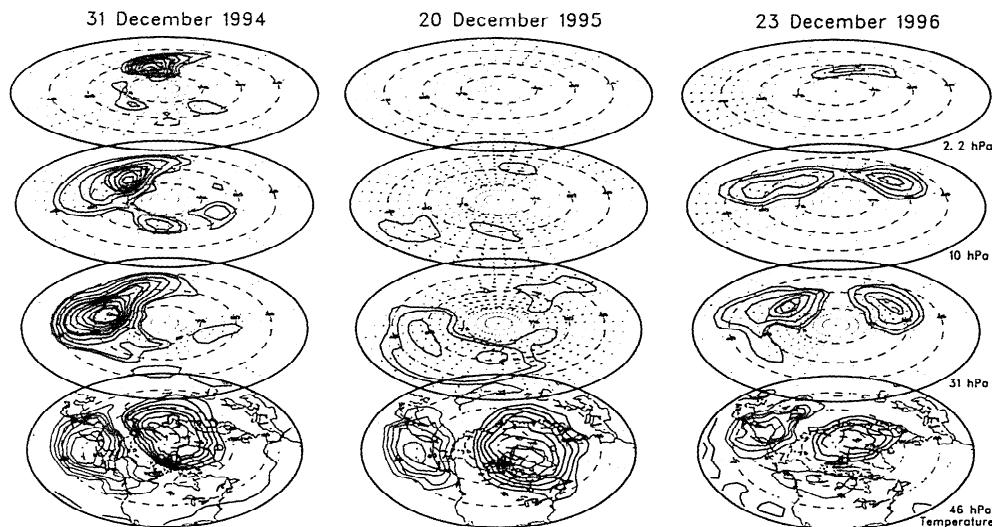 31 December 1994
20 December 1995
23 December 1996
2.2 hPa
10 hPa
31 hPa
46 hPa
Temperature